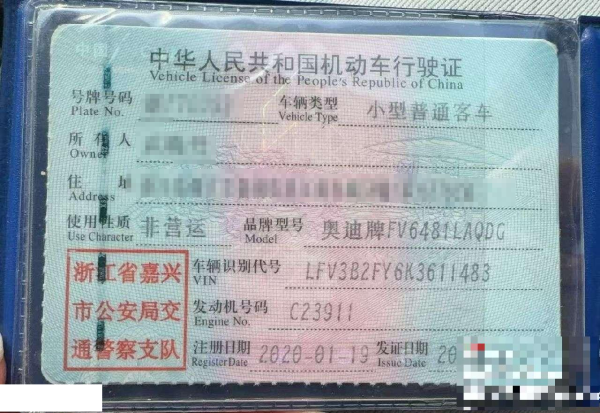 中华人民共和国机动车行驶证
Vehicle License of the People's Republic of China
号牌号码 车辆类型 小型普通客车
Plate No. Vehicle Type
所有人
Owner
住址
Address
使用性质 非营运 品牌型号 奥迪牌FV6481LAQDG
Use Character Model
浙江省嘉兴 车辆识别代号 LFV3B2FY6K3611483
VIN
市公安局交 发动机号码 C23911
Engine No.
通警察支队 注册日期 2020-01-19 发证日期 20
Register Date Issue Date